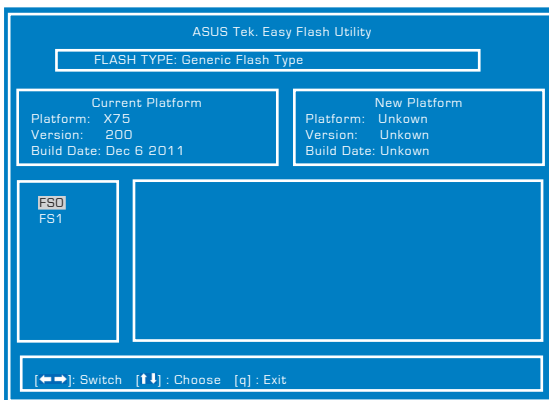 ASUS Tek. Easy Flash Utility
FLASH TYPE: Generic Flash Type
Current Platform
Platform: X75
Version: 200
Build Date: Dec 6 2011
New Platform
Platform: Unkown
Version: Unkown
Build Date: Unkown
FS0
FS1
[⬅➡]: Switch [⬆⬇] : Choose [q] : Exit